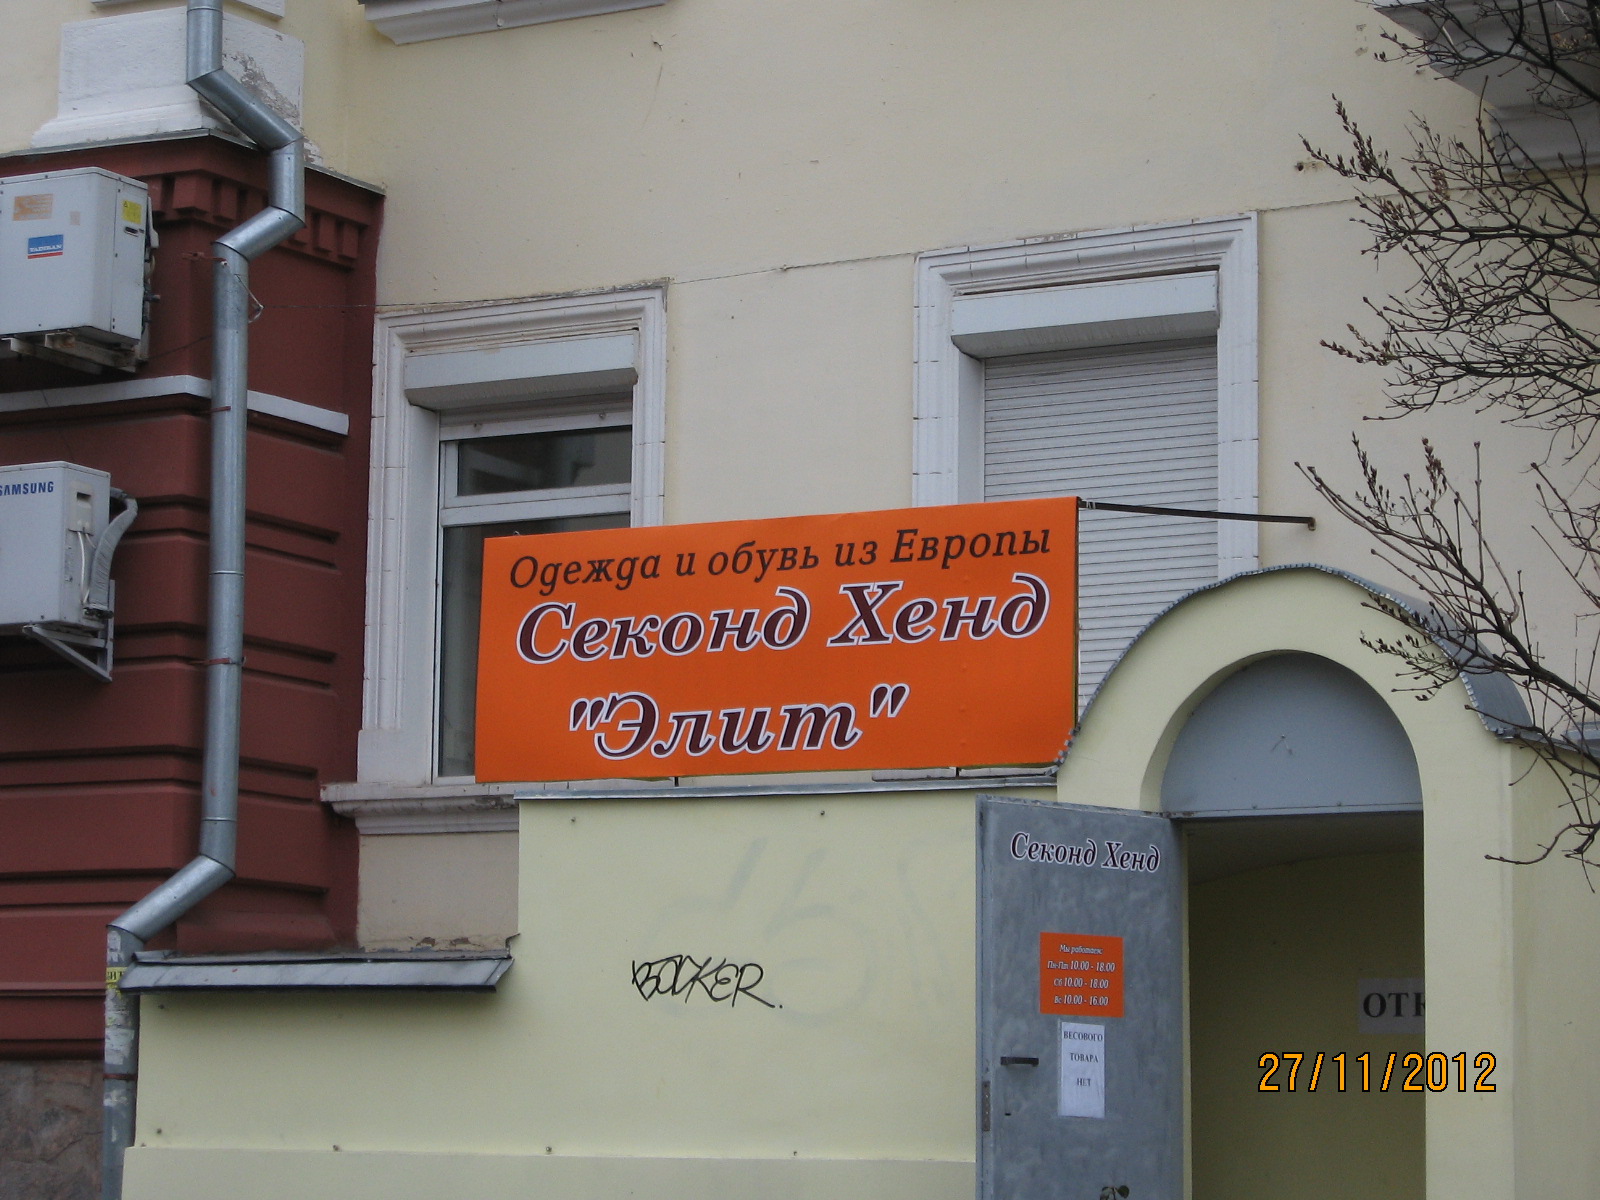 SAMSUNG
Одежда и обувь из Европы
Секонд Хенд
"Элит"
Секонд Хенд
Мы работаем:
Пн-Пт: 10.00 - 18.00
Сб 10.00 - 18.00
Вс 10.00 - 16.00
ВЕСОВОГО
ТОВАРА
НЕТ
ОТК
27/11/2012